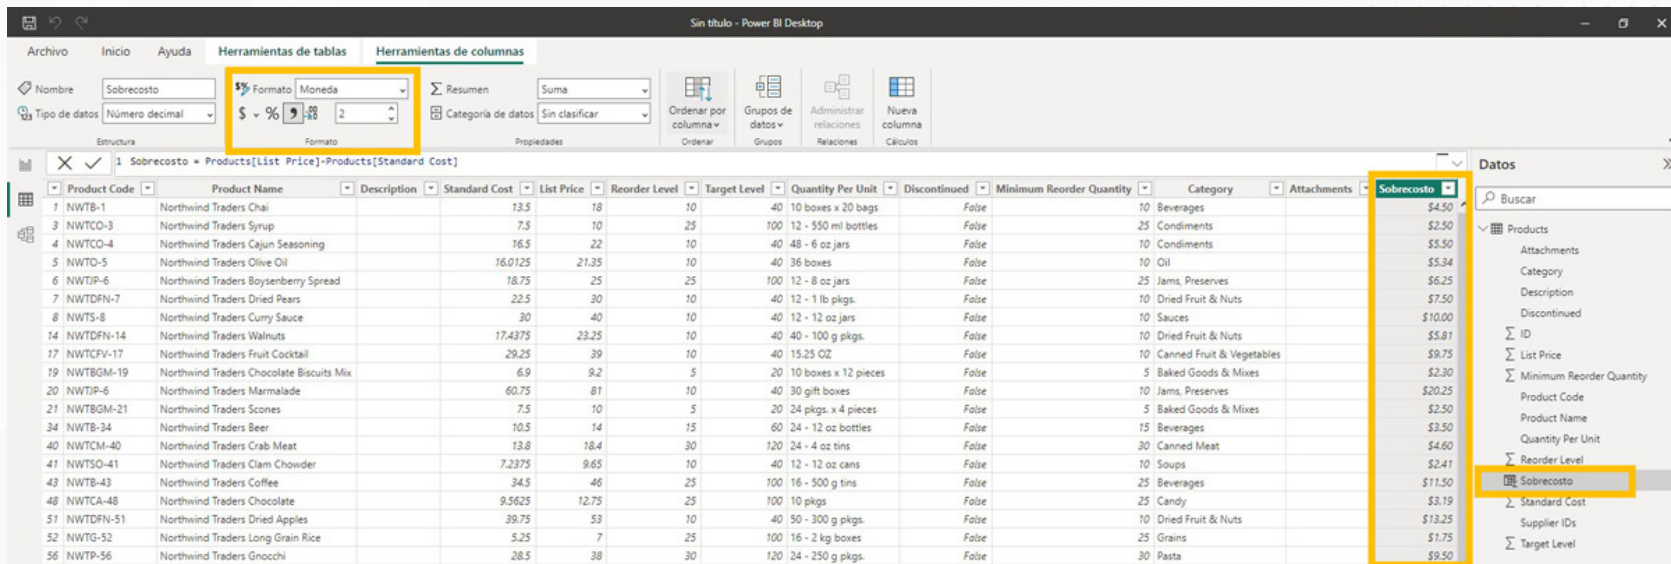 Sin título - Power BI Desktop
Archivo Inicio Ayuda Herramientas de tablas Herramientas de columnas
Nombre Sobrecosto $% Formato Moneda Σ Resumen Suma
Tipo de datos Número decimal $ % 2 Categoría de datos Sin clasificar
Ordenar por columna Grupos de datos Administrar relaciones Nueva columna
Estructura Formato Propiedades Ordenar Grupos Relaciones Cálculos
1 Sobrecosto = Products[List Price]-Products[Standard Cost]
Product Code Product Name Description Standard Cost List Price Reorder Level Target Level Quantity Per Unit Discontinued Minimum Reorder Quantity Category Attachments Sobrecosto
1 NWTB-1 Northwind Traders Chai 13.5 18 10 40 10 boxes x 20 bags False 10 Beverages $4.50
3 NWTCO-3 Northwind Traders Syrup 7.5 10 25 100 12 - 550 ml bottles False 25 Condiments $2.50
4 NWTCO-4 Northwind Traders Cajun Seasoning 16.5 22 10 40 48 - 6 oz jars False 10 Condiments $5.50
5 NWTO-5 Northwind Traders Olive Oil 16.0125 21.35 10 40 36 boxes False 10 Oil $5.34
6 NWTJP-6 Northwind Traders Boysenberry Spread 18.75 25 25 100 12 - 8 oz jars False 25 Jams, Preserves $6.25
7 NWTDFN-7 Northwind Traders Dried Pears 22.5 30 10 40 12 - 1 lb pkgs. False 10 Dried Fruit & Nuts $7.50
8 NWTS-8 Northwind Traders Curry Sauce 30 40 10 40 12 - 12 oz jars False 10 Sauces $10.00
14 NWTDFN-14 Northwind Traders Walnuts 17.4375 23.25 10 40 40 - 100 g pkgs. False 10 Dried Fruit & Nuts $5.81
17 NWTCFV-17 Northwind Traders Fruit Cocktail 29.25 39 10 40 15.25 OZ False 10 Canned Fruit & Vegetables $9.75
19 NWTBGM-19 Northwind Traders Chocolate Biscuits Mix 6.9 9.2 5 20 10 boxes x 12 pieces False 5 Baked Goods & Mixes $2.30
20 NWTJP-6 Northwind Traders Marmalade 60.75 81 10 40 30 gift boxes False 10 Jams, Preserves $20.25
21 NWTBGM-21 Northwind Traders Scones 7.5 10 5 20 24 pkgs. x 4 pieces False 5 Baked Goods & Mixes $2.50
34 NWTB-34 Northwind Traders Beer 10.5 14 15 60 24 - 12 oz bottles False 15 Beverages $3.50
40 NWTCM-40 Northwind Traders Crab Meat 13.8 18.4 30 120 24 - 4 oz tins False 30 Canned Meat $4.60
41 NWTSO-41 Northwind Traders Clam Chowder 7.2375 9.65 10 40 12 - 12 oz cans False 10 Soups $2.41
43 NWTB-43 Northwind Traders Coffee 34.5 46 25 100 16 - 500 g tins False 25 Beverages $11.50
48 NWTCA-48 Northwind Traders Chocolate 9.5625 12.75 25 100 10 pkgs False 25 Candy $3.19
51 NWTDFN-51 Northwind Traders Dried Apples 39.75 53 10 40 50 - 300 g pkgs. False 10 Dried Fruit & Nuts $13.25
52 NWTG-52 Northwind Traders Long Grain Rice 5.25 7 25 100 16 - 2 kg boxes False 25 Grains $1.75
56 NWTP-56 Northwind Traders Gnocchi 28.5 38 30 120 24 - 250 g pkgs. False 30 Pasta $9.50
Datos
Buscar
Products
Attachments
Category
Description
Discontinued
Σ ID
Σ List Price
Σ Minimum Reorder Quantity
Product Code
Product Name
Quantity Per Unit
Σ Reorder Level
Sobrecosto
Σ Standard Cost
Supplier IDs
Σ Target Level